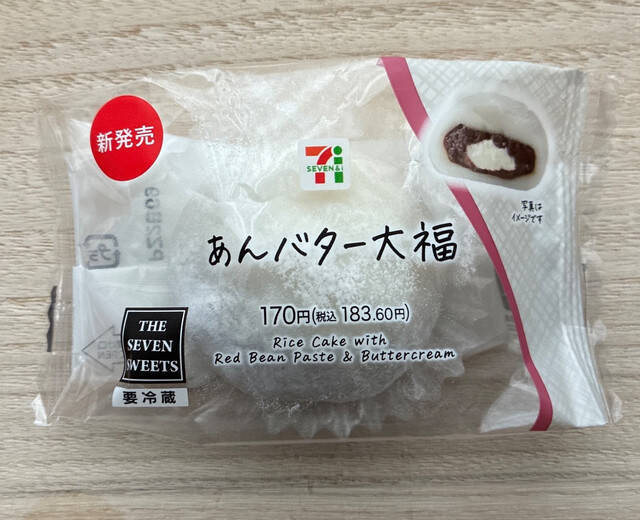 新発売
SEVEN & i
写真は
イメージです
PZ2B69
あんバター大福
170円(税込 183.60円)
Rice Cake with
Red Bean Paste & Buttercream
THE
SEVEN
SWEETS
要冷蔵